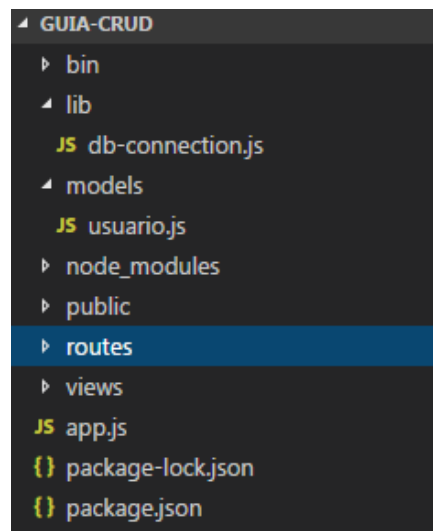 GUIA-CRUD
bin
lib
JS db-connection.js
models
JS usuario.js
node_modules
public
routes
views
JS app.js
{} package-lock.json
{} package.json